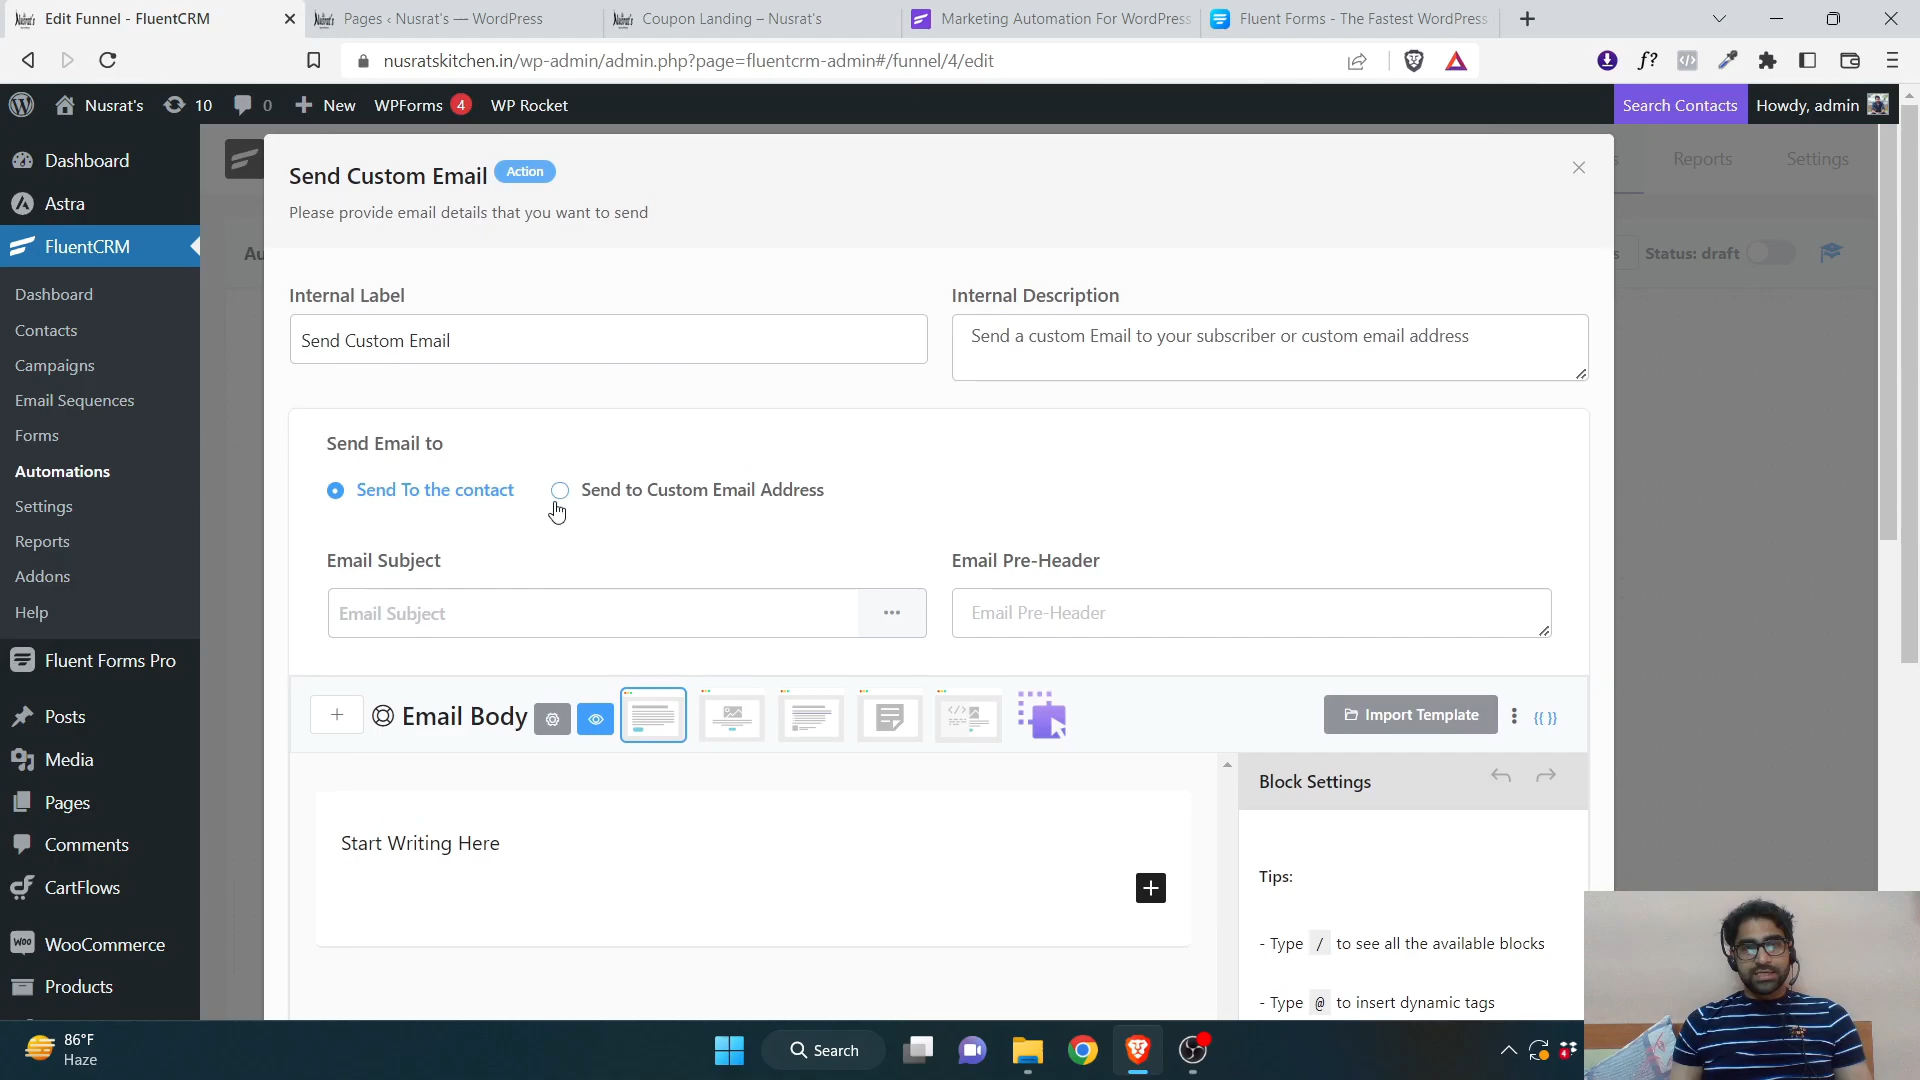 Edit Funnel - FluentCRM
Pages ‹ Nusrat's — WordPress
Coupon Landing – Nusrat's
Marketing Automation For WordPress
Fluent Forms - The Fastest WordPress
nusratskitchen.in/wp-admin/admin.php?page=fluentcrm-admin#/funnel/4/edit
f?
Nusrat's
10
0
New
WPForms 4
WP Rocket
Search Contacts
Howdy, admin
Dashboard
Astra
FluentCRM
Dashboard
Contacts
Campaigns
Email Sequences
Forms
Automations
Settings
Reports
Addons
Help
Fluent Forms Pro
Posts
Media
Pages
Comments
CartFlows
WooCommerce
Products
Au
s
Reports
Settings
s
Status: draft
Send Custom Email Action
Please provide email details that you want to send
Internal Label
Internal Description
Send Custom Email
Send a custom Email to your subscriber or custom email address
Send Email to
Send To the contact
Send to Custom Email Address
Email Subject
Email Pre-Header
Email Subject
Email Pre-Header
Email Body
Import Template
{{ }}
Start Writing Here
Block Settings
Tips:
- Type / to see all the available blocks
- Type @ to insert dynamic tags
86°F
Haze
Search
4